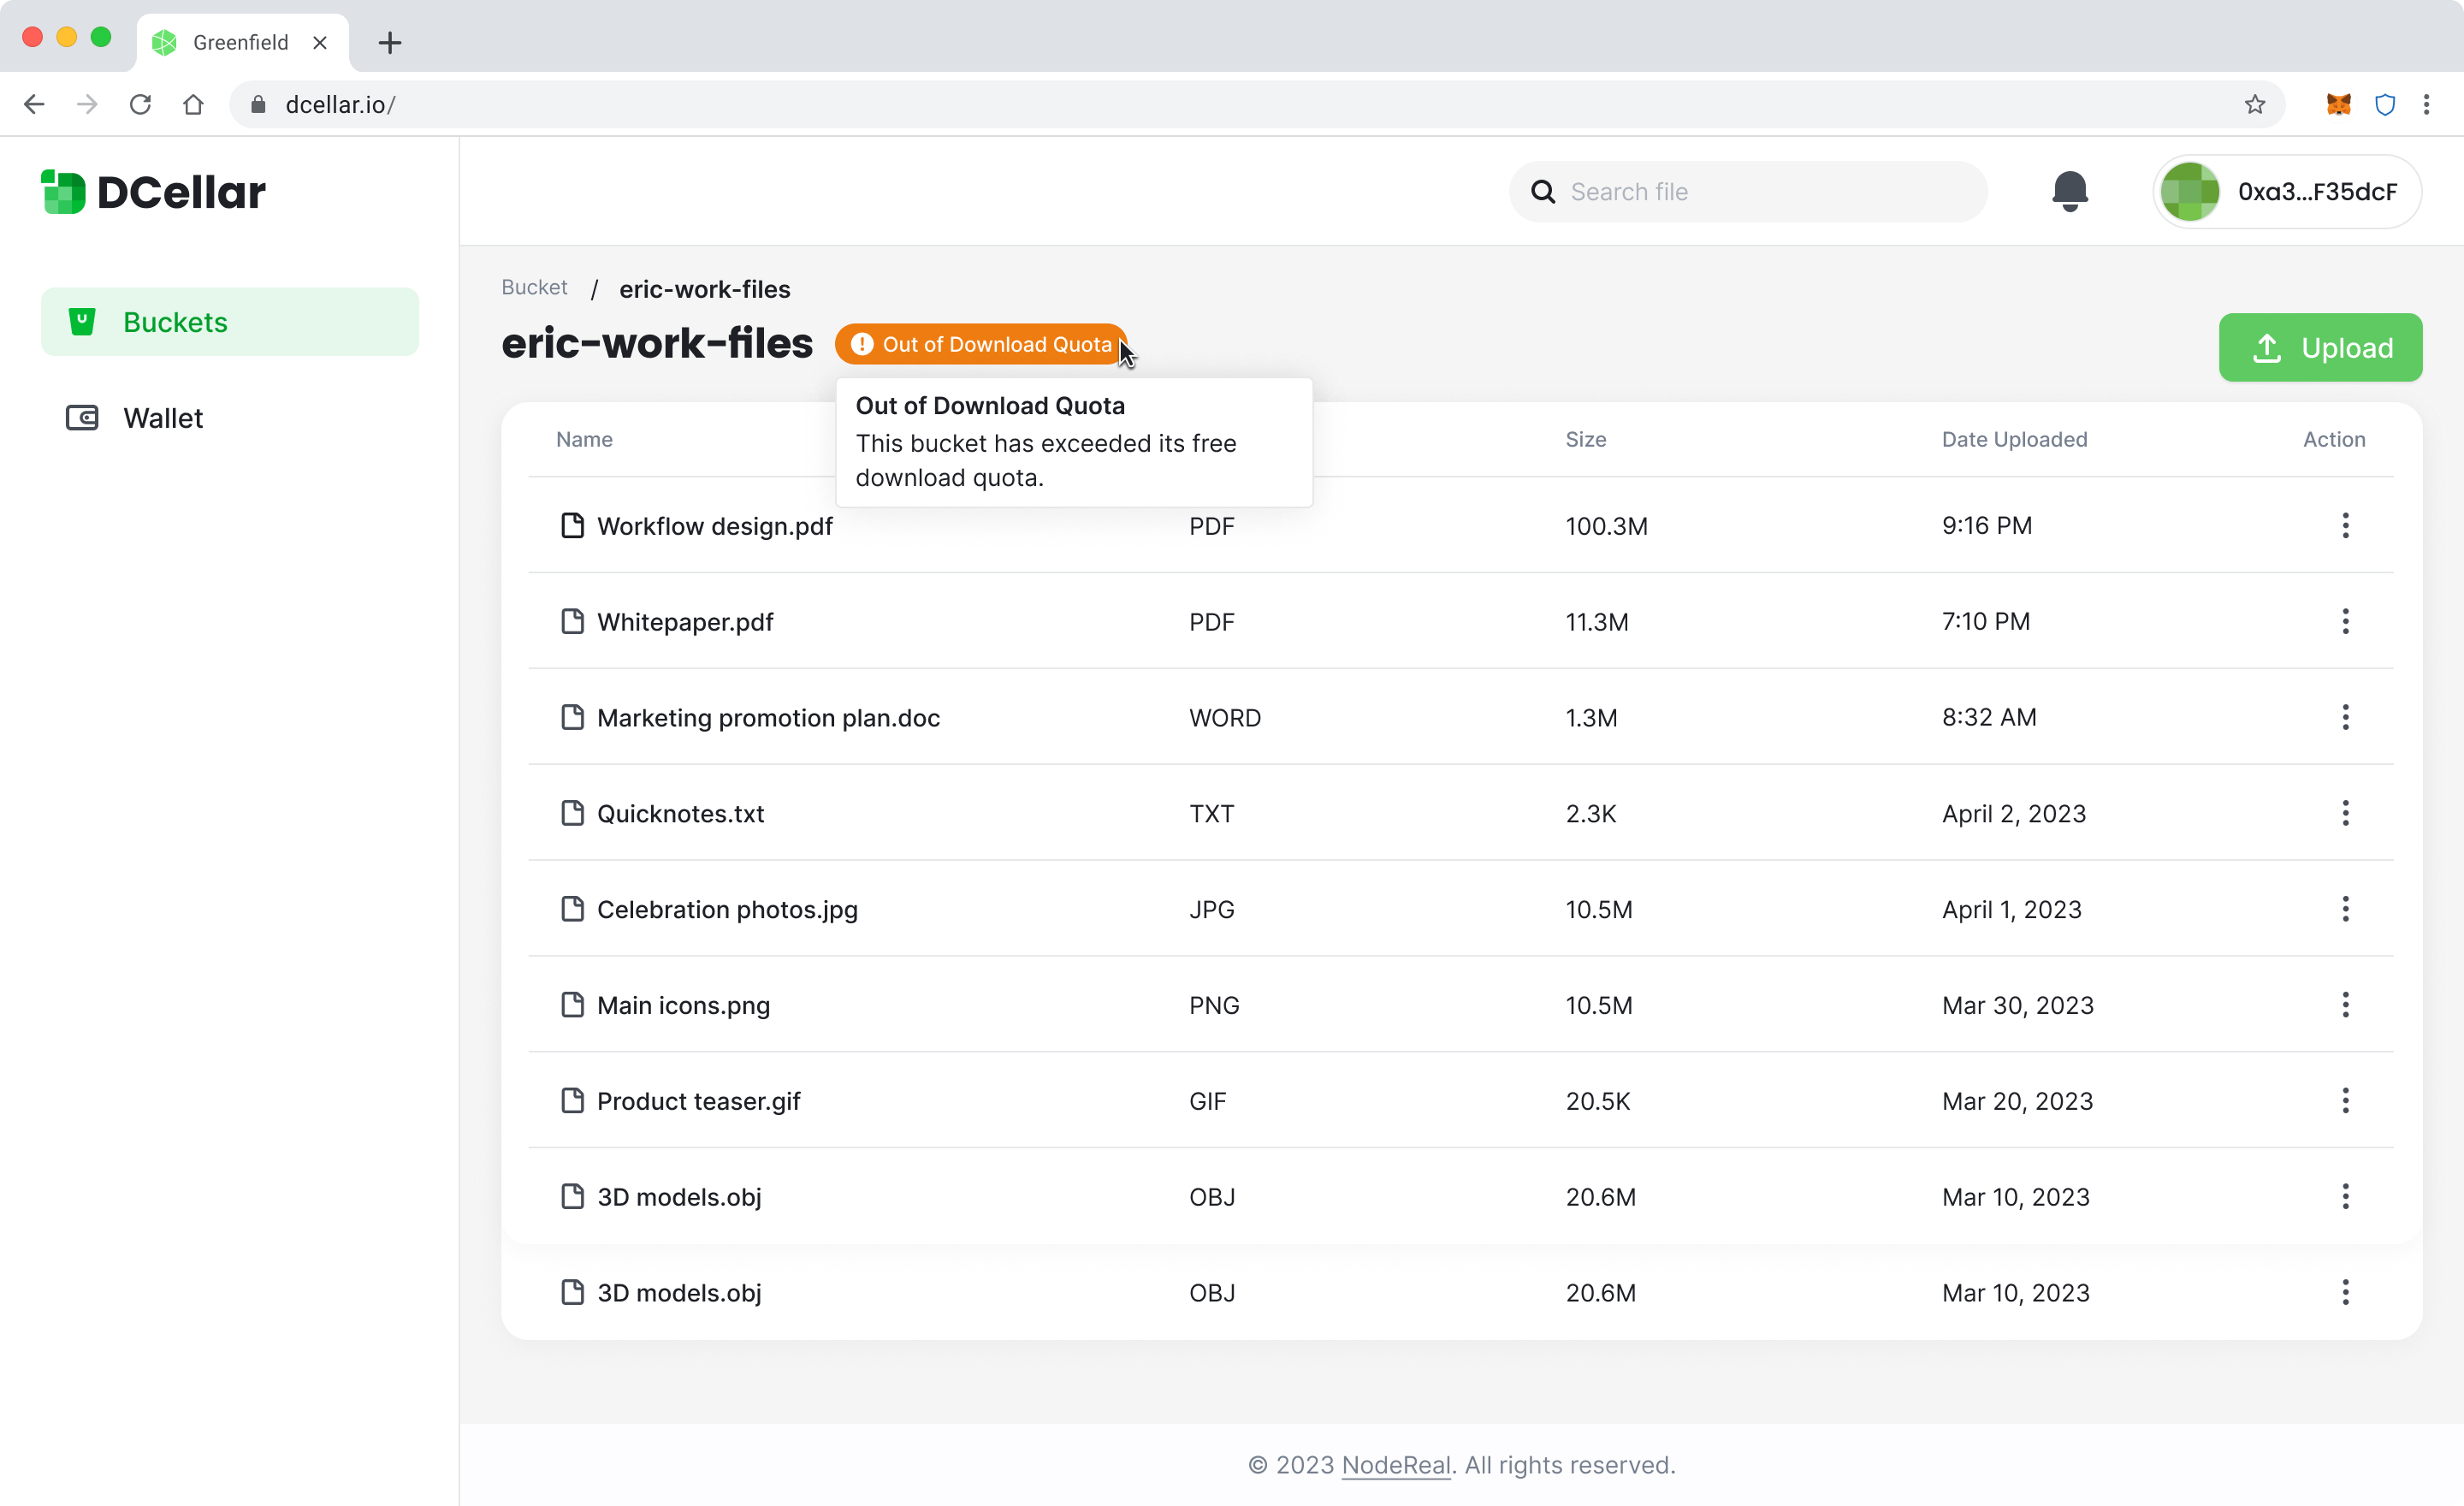 Greenfield
dcellar.io/
DCellar
Search file
0xa3...F35dcF
Buckets
Wallet
Bucket / eric-work-files
eric-work-files
Out of Download Quota
Upload
Out of Download Quota
This bucket has exceeded its free
download quota.
Name Size Date Uploaded Action
Workflow design.pdf PDF 100.3M 9:16 PM
Whitepaper.pdf PDF 11.3M 7:10 PM
Marketing promotion plan.doc WORD 1.3M 8:32 AM
Quicknotes.txt TXT 2.3K April 2, 2023
Celebration photos.jpg JPG 10.5M April 1, 2023
Main icons.png PNG 10.5M Mar 30, 2023
Product teaser.gif GIF 20.5K Mar 20, 2023
3D models.obj OBJ 20.6M Mar 10, 2023
3D models.obj OBJ 20.6M Mar 10, 2023
© 2023 NodeReal. All rights reserved.